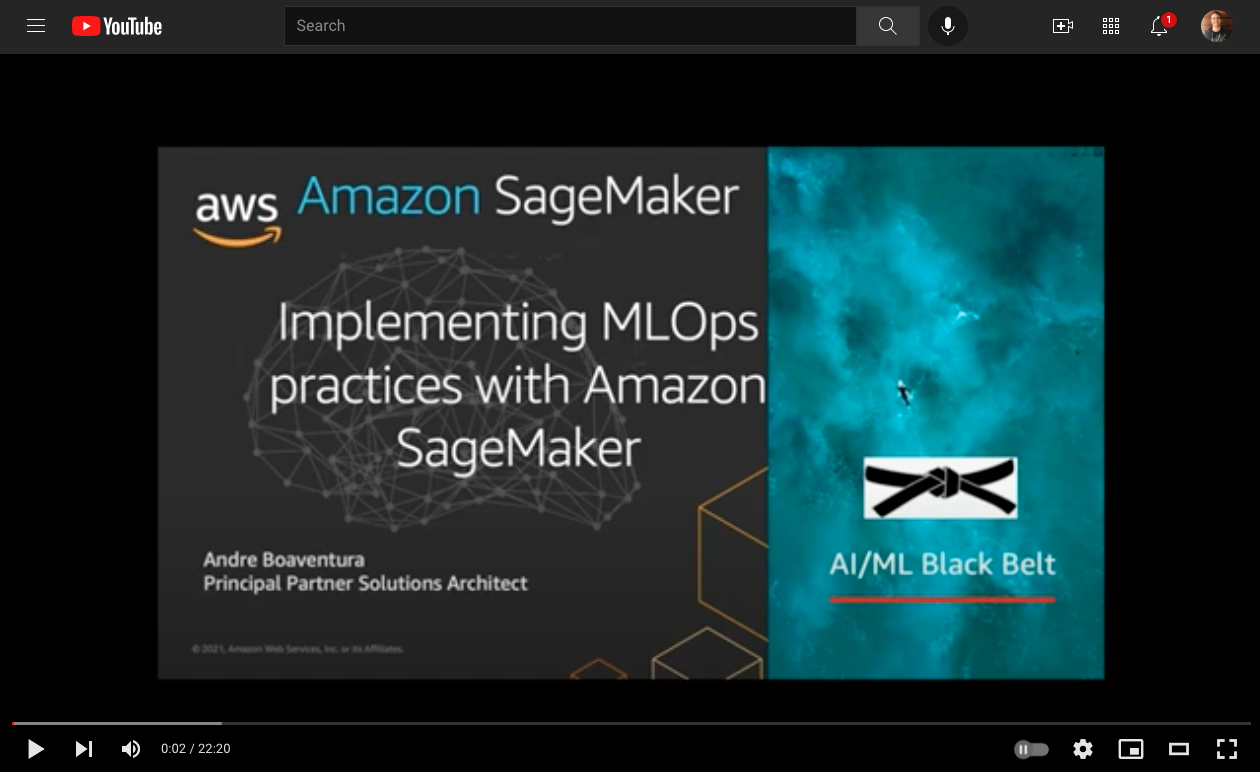 YouTube
Search
1
aws
Amazon SageMaker
Implementing MLOps
practices with Amazon
SageMaker
Andre Boaventura
Principal Partner Solutions Architect
© 2021, Amazon Web Services, Inc. or its Affiliates.
AI/ML Black Belt
0:02 / 22:20